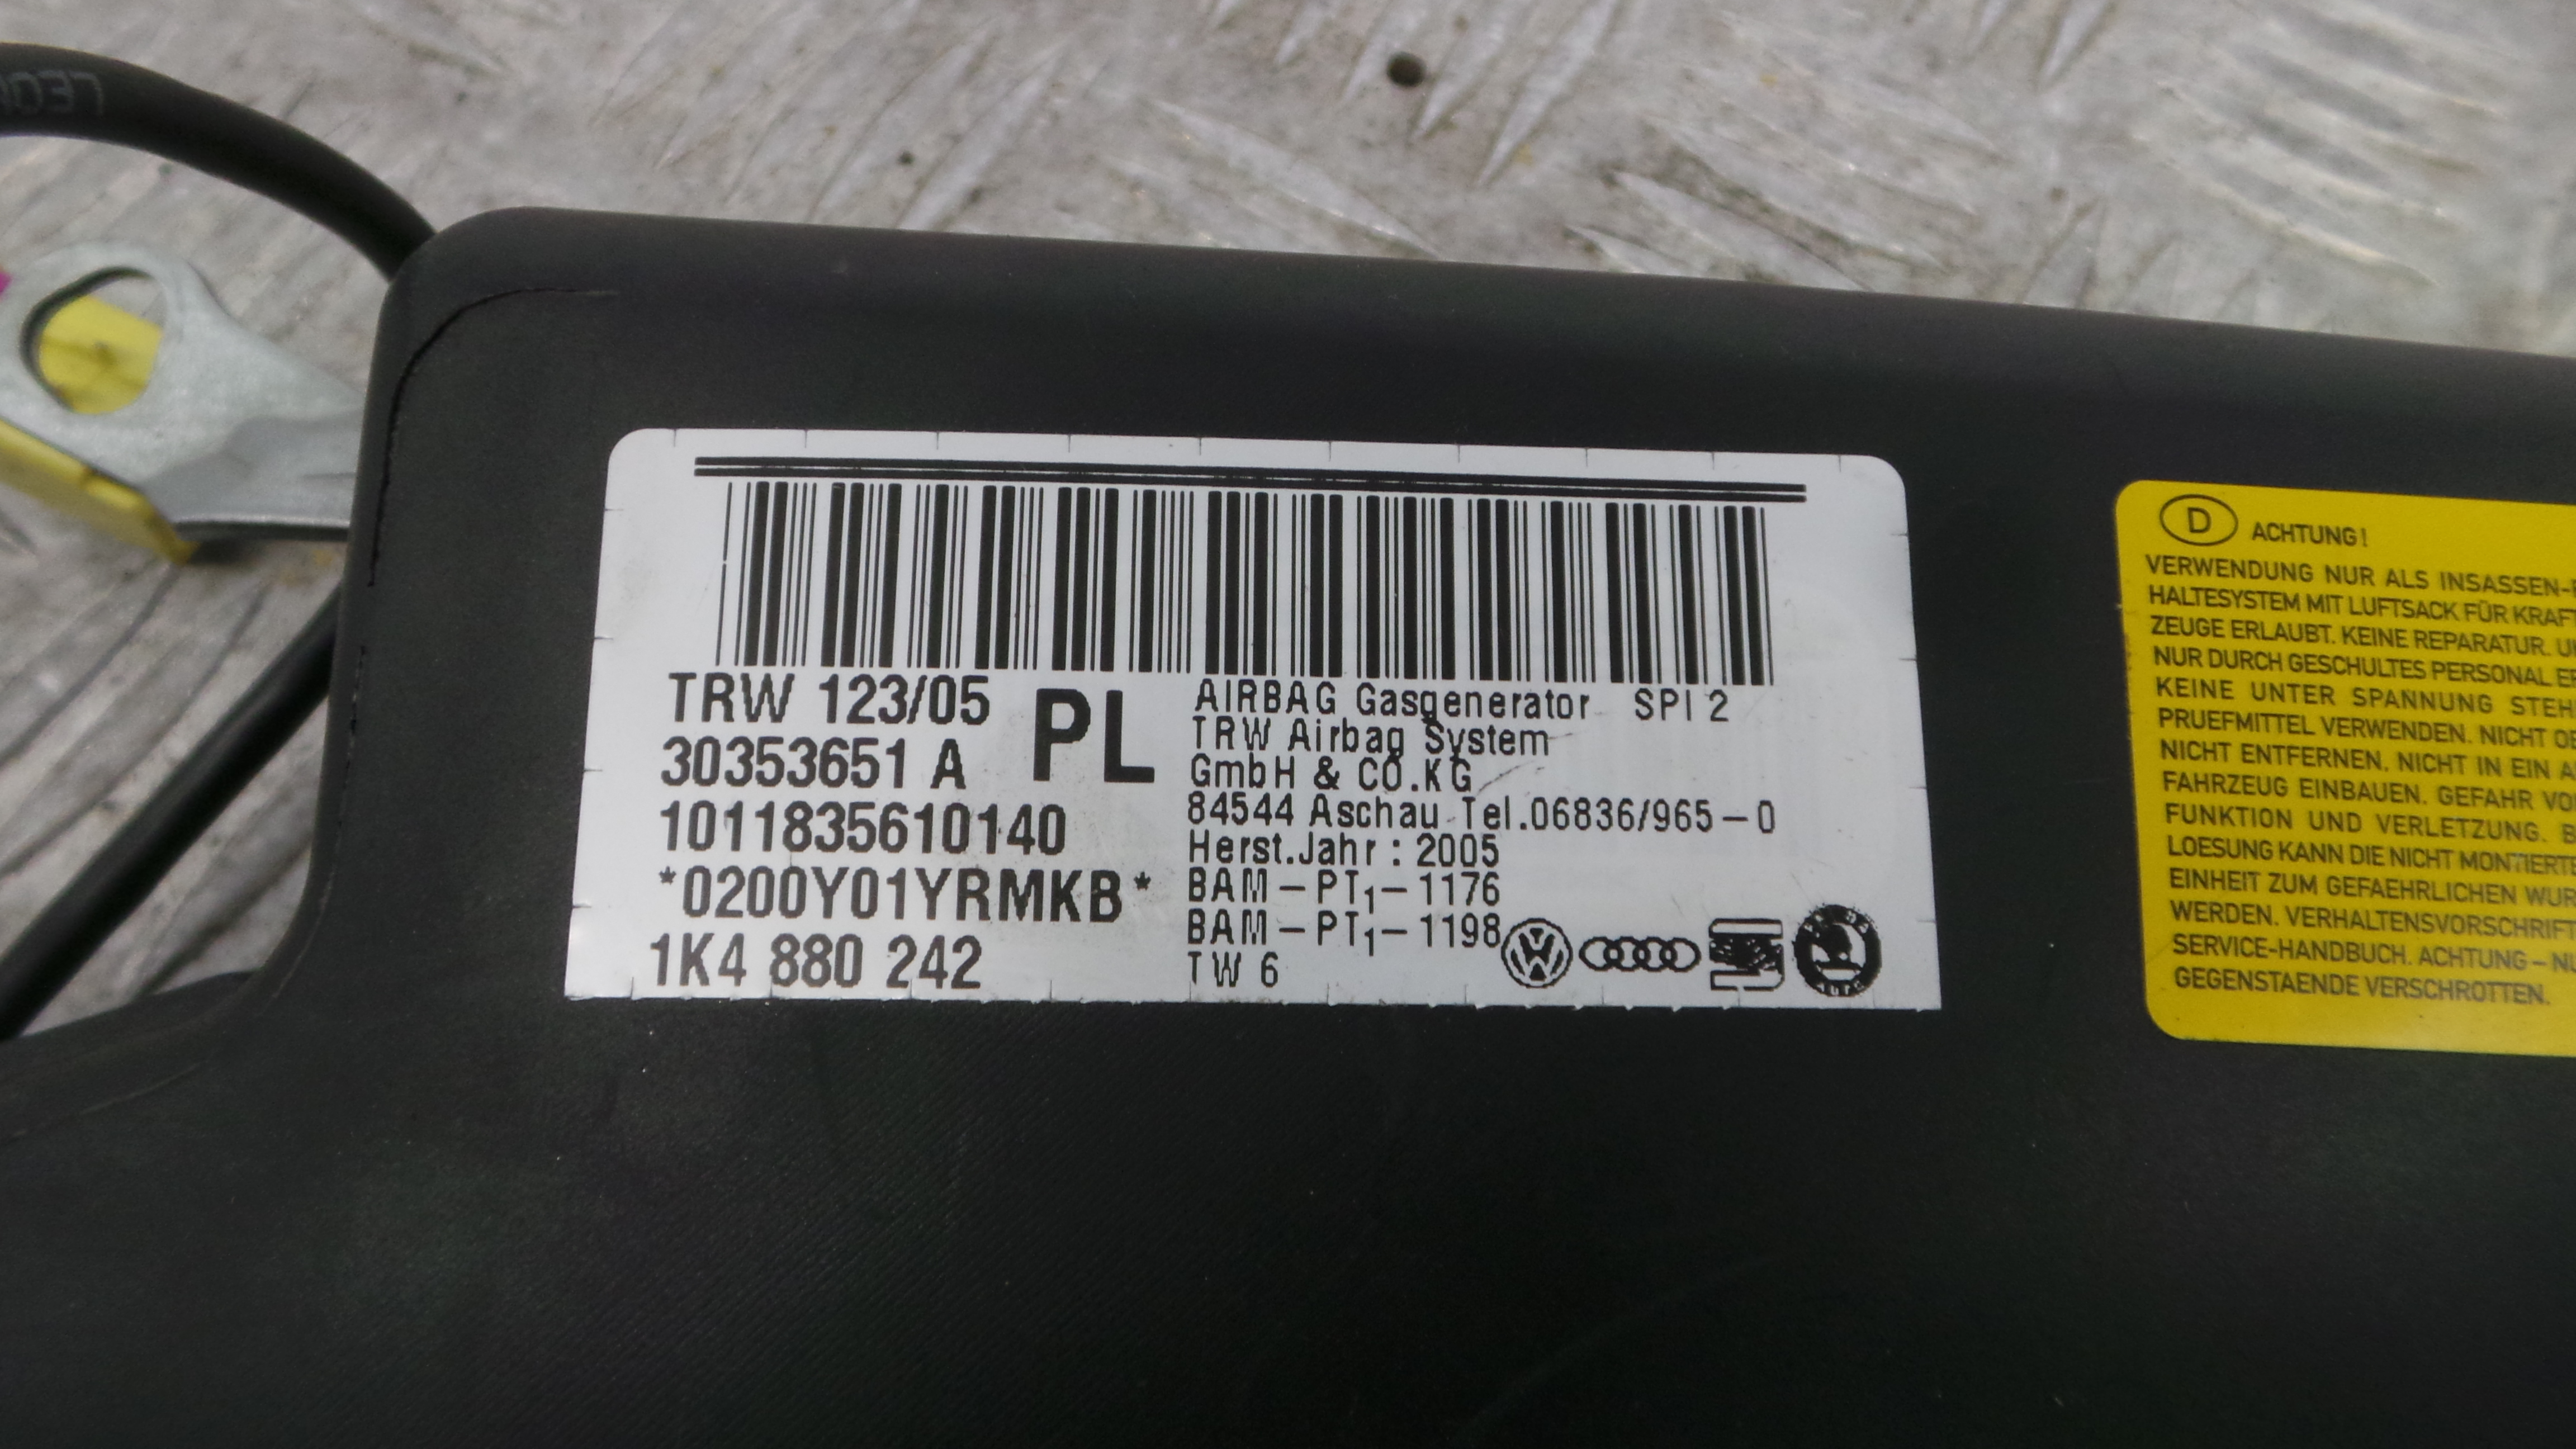 TRW 123/05
30353651 A
PL
1011835610140
*0200Y01YRMKB*
1K4 880 242
AIRBAG Gasgenerator SPI 2
TRW Airbag System
GmbH & CO.KG
84544 Aschau Tel.06836/965-0
Herst.Jahr: 2005
BAM-PT1-1176
BAM-PT1-1198
TW 6
D ACHTUNG!
VERWENDUNG NUR ALS INSASSEN-
HALTESYSTEM MIT LUFTSACK FÜR KRAFT
ZEUGE ERLAUBT. KEINE REPARATUR.
NUR DURCH GESCHULTES PERSONAL
KEINE UNTER SPANNUNG
PRUEFMITTEL VERWENDEN. NICHT
NICHT ENTFERNEN. NICHT IN EIN
FAHRZEUG EINBAUEN. GEFAHR
FUNKTION UND VERLETZUNG.
LOESUNG KANN DIE NICHT MONTIERTE
EINHEIT ZUM GEFAEHRLICHEN
WERDEN. VERHALTENSVORSCHRIFT
SERVICE-HANDBUCH. ACHTUNG-
GEGENSTAENDE VERSCHROTTEN.